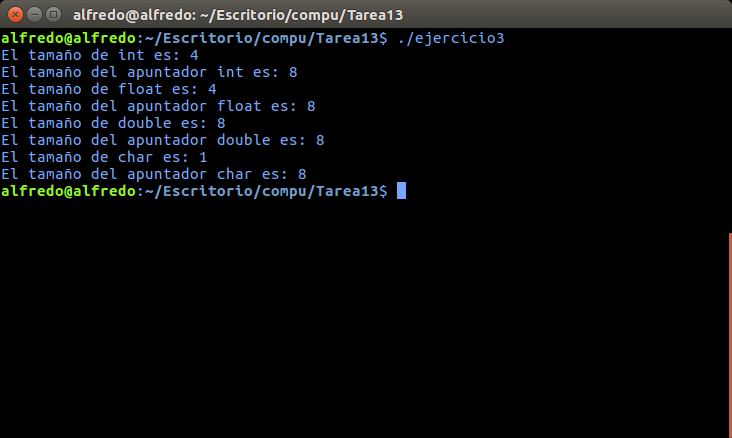 alfredo@alfredo: ~/Escritorio/compu/Tarea13
alfredo@alfredo:~/Escritorio/compu/Tarea13$ ./ejercicio3
El tamaño de int es: 4
El tamaño del apuntador int es: 8
El tamaño de float es: 4
El tamaño del apuntador float es: 8
El tamaño de double es: 8
El tamaño del apuntador double es: 8
El tamaño de char es: 1
El tamaño del apuntador char es: 8
alfredo@alfredo:~/Escritorio/compu/Tarea13$